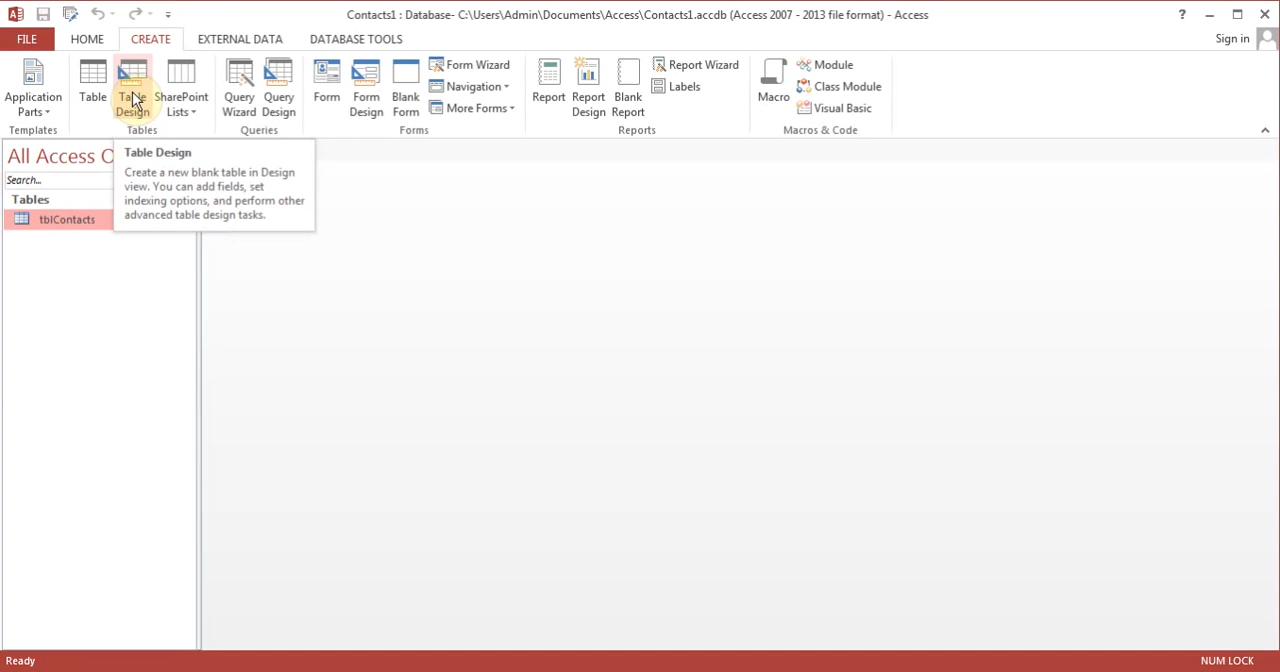 Contacts1 : Database- C:\Users\Admin\Documents\Access\Contacts1.accdb (Access 2007 - 2013 file format) - Access
?
FILE HOME CREATE EXTERNAL DATA DATABASE TOOLS Sign in
Application Parts
Table
Table Design
SharePoint Lists
Query Wizard
Query Design
Form
Form Design
Blank Form
Form Wizard
Navigation
More Forms
Report
Report Design
Blank Report
Report Wizard
Labels
Macro
Module
Class Module
Visual Basic
Templates Tables Queries Forms Reports Macros & Code
All Access O
Search...
Tables
tblContacts
Table Design
Create a new blank table in Design
view. You can add fields, set
indexing options, and perform other
advanced table design tasks.
Ready NUM LOCK